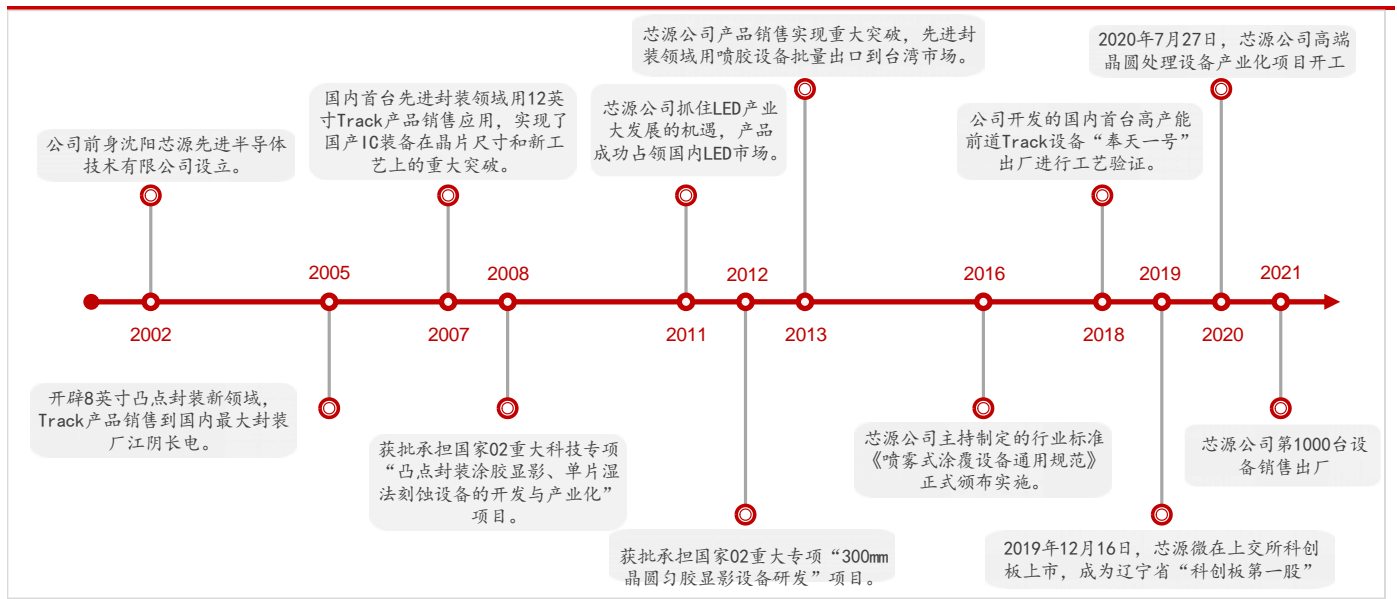 芯源公司产品销售实现重大突破，先进封
装领域用喷胶设备批量出口到台湾市场。
2020年7月27日，芯源公司高端
晶圆处理设备产业化项目开工
国内首台先进封装领域用12英
寸Track产品销售应用，实现了
国产IC装备在晶片尺寸和新工
艺上的重大突破。
芯源公司抓住LED产业
大发展的机遇，产品
成功占领国内LED市场。
公司开发的国内首台高产能
前道Track设备“奉天一号”
出厂进行工艺验证。
公司前身沈阳芯源先进半导体
技术有限公司设立。
2005
2008
2012
2016
2019
2021
2002
2007
2011
2013
2018
2020
开辟8英寸凸点封装新领域，
Track产品销售到国内最大封装
厂江阴长电。
获批承担国家02重大科技专项
“凸点封装涂胶显影、单片湿
法刻蚀设备的开发与产业化”
项目。
芯源公司主持制定的行业标准
《喷雾式涂覆设备通用规范》
正式颁布实施。
芯源公司第1000台设
备销售出厂
获批承担国家02重大专项“300mm
晶圆匀胶显影设备研发”项目。
2019年12月16日，芯源微在上交所科创
板上市，成为辽宁省“科创板第一股”